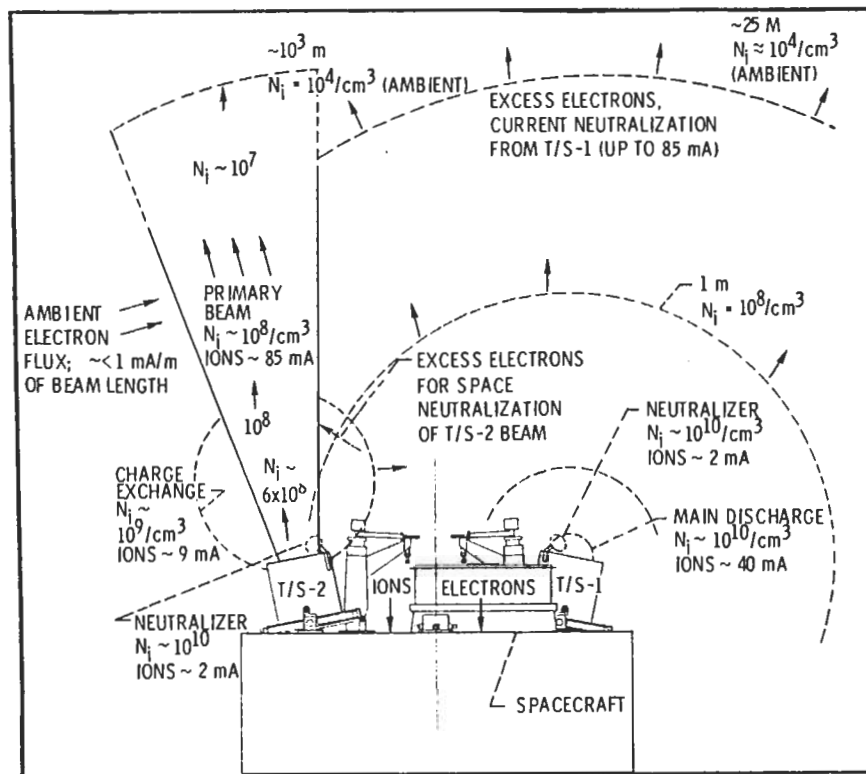 ~10³ m
Nᵢ = 10⁴/cm³ (AMBIENT)
~25 M
Nᵢ ≈ 10⁴/cm³
(AMBIENT)
EXCESS ELECTRONS,
CURRENT NEUTRALIZATION
FROM T/S-1 (UP TO 85 mA)
Nᵢ ~ 10⁷
AMBIENT
ELECTRON
FLUX; ~<1 mA/m
OF BEAM LENGTH
PRIMARY
BEAM
Nᵢ ~ 10⁸/cm³
IONS ~ 85 mA
1 m
Nᵢ = 10⁸/cm³
EXCESS ELECTRONS
FOR SPACE
NEUTRALIZATION
OF T/S-2 BEAM
10⁸
Nᵢ ~
6x10⁸
CHARGE
EXCHANGE
Nᵢ ~
10⁹/cm³
IONS ~ 9 mA
NEUTRALIZER
Nᵢ ~ 10¹⁰/cm³
IONS ~ 2 mA
MAIN DISCHARGE
Nᵢ ~ 10¹⁰/cm³
IONS ~ 40 mA
T/S-2
IONS
ELECTRONS
T/S-1
NEUTRALIZER
Nᵢ ~ 10¹⁰
IONS ~ 2 mA
SPACECRAFT